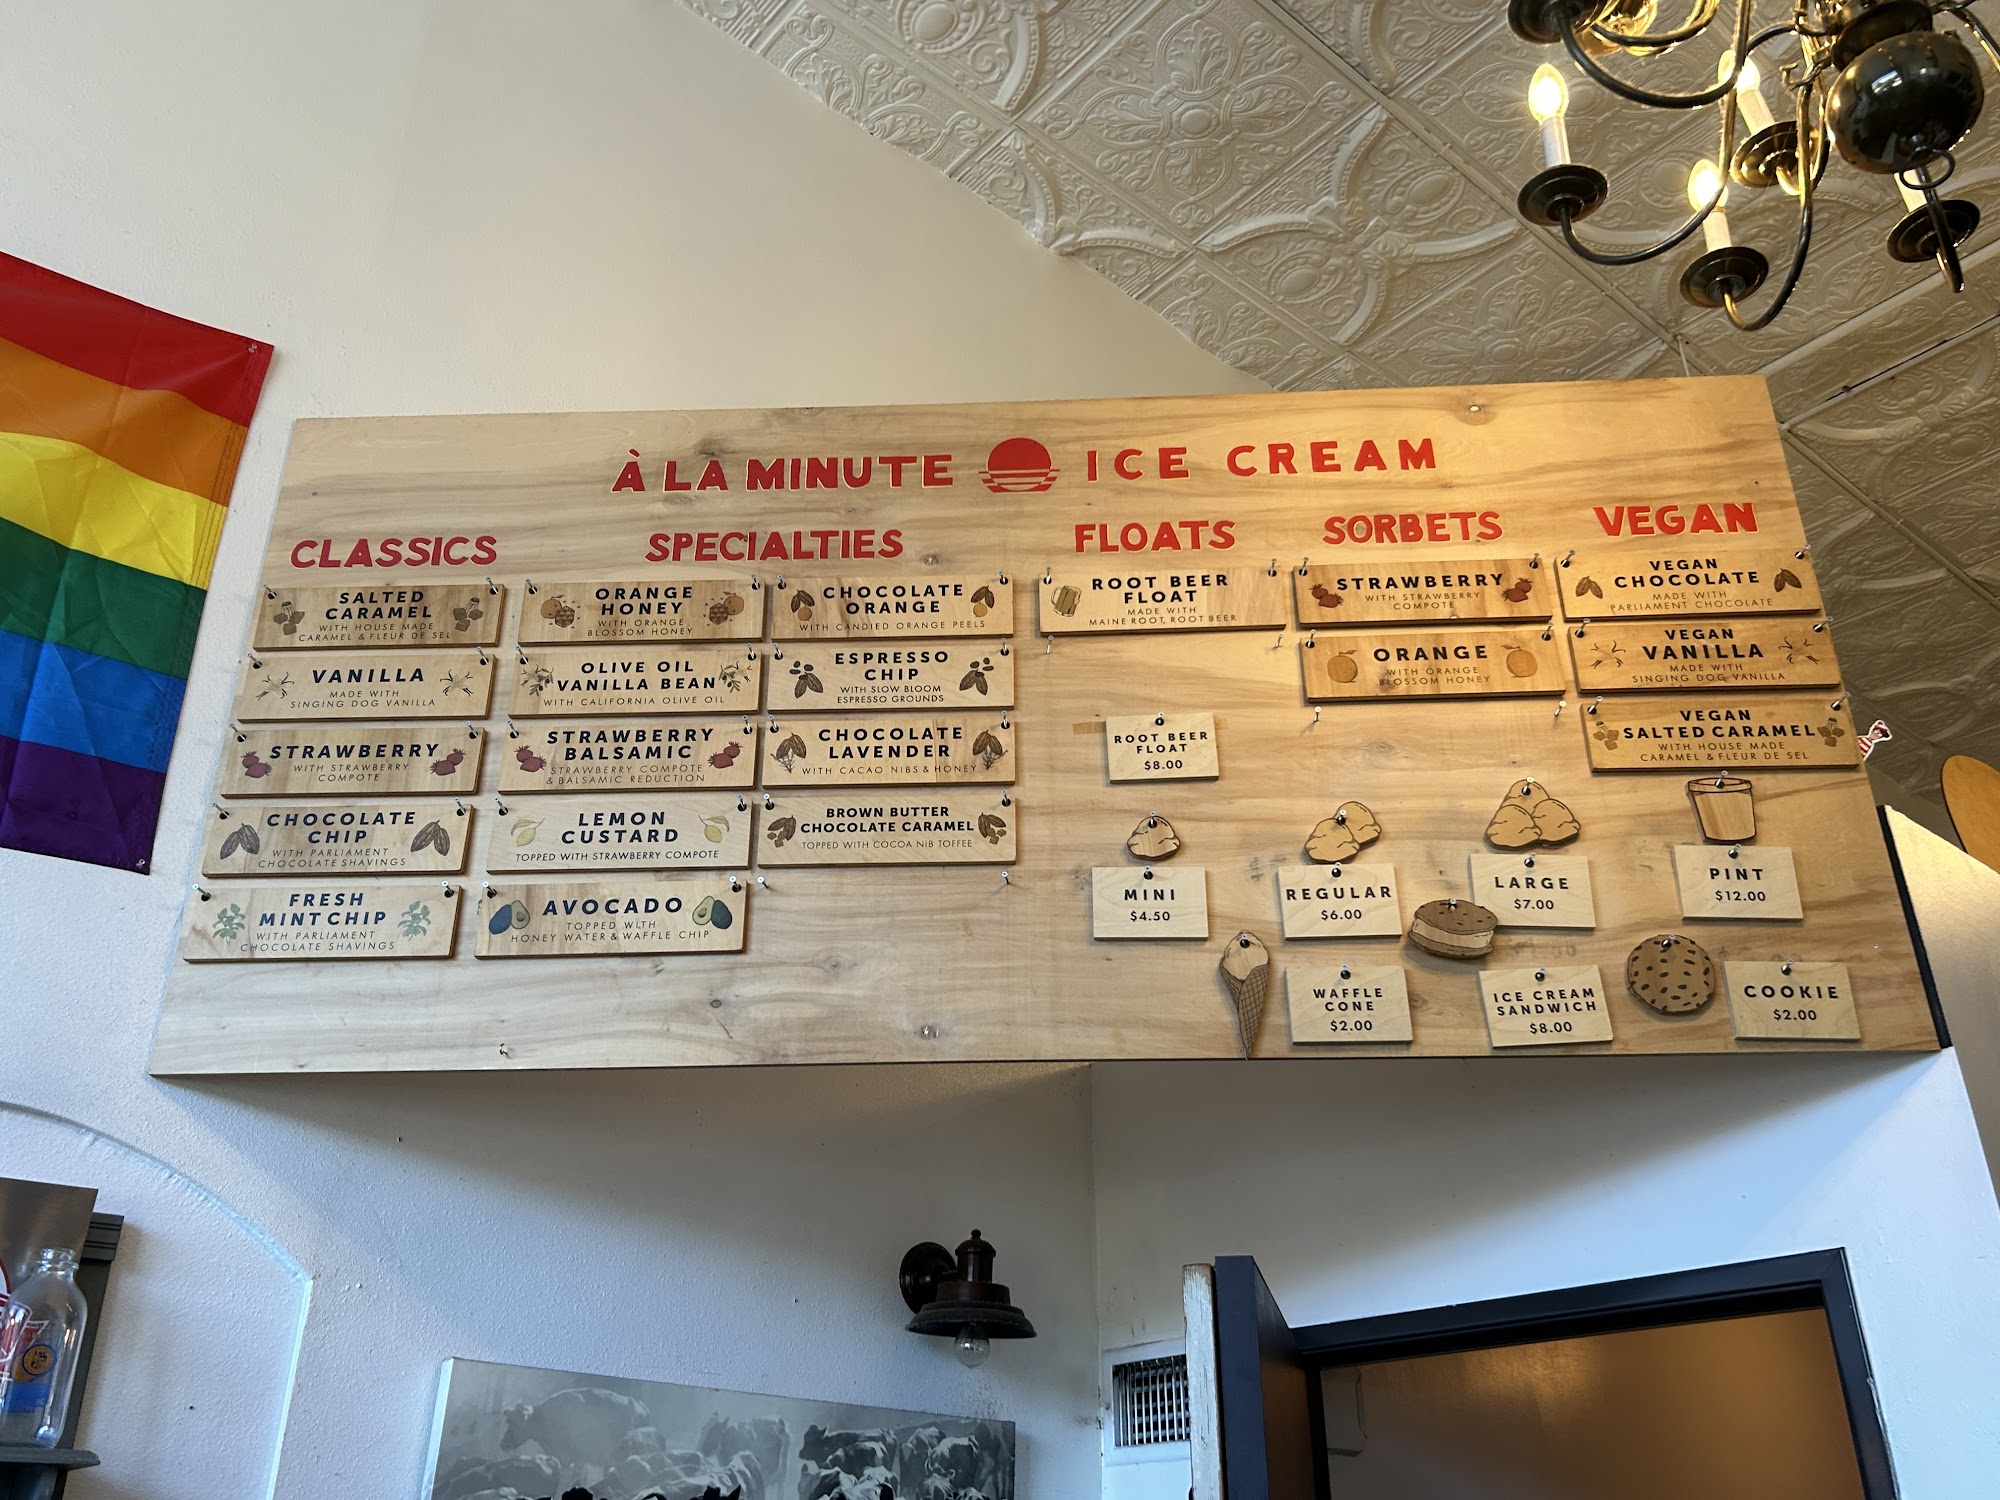 À LA MINUTE ICE CREAM
CLASSICS
SALTED
CARAMEL
WITH HOUSE MADE
CARAMEL & FLEUR DE SEL
VANILLA
MADE WITH
SINGING DOG VANILLA
STRAWBERRY
WITH STRAWBERRY
COMPOTE
CHOCOLATE
CHIP
WITH PARLIAMENT
CHOCOLATE SHAVINGS
FRESH
MINT CHIP
WITH PARLIAMENT
CHOCOLATE SHAVINGS
SPECIALTIES
ORANGE
HONEY
WITH ORANGE
BLOSSOM HONEY
OLIVE OIL
VANILLA BEAN
WITH CALIFORNIA OLIVE OIL
STRAWBERRY
BALSAMIC
STRAWBERRY COMPOTE
& BALSAMIC REDUCTION
LEMON
CUSTARD
TOPPED WITH STRAWBERRY COMPOTE
AVOCADO
TOPPED WITH
HONEY WATER & WAFFLE CHIP
CHOCOLATE
ORANGE
WITH CANDIED ORANGE PEELS
ESPRESSO
CHIP
WITH SLOW BLOOM
ESPRESSO GROUNDS
CHOCOLATE
LAVENDER
WITH CACAO NIBS & HONEY
BROWN BUTTER
CHOCOLATE CARAMEL
TOPPED WITH COCOA NIB TOFFEE
FLOATS
ROOT BEER
FLOAT
MADE WITH
MAINE ROOT, ROOT BEER
SORBETS
STRAWBERRY
WITH STRAWBERRY
COMPOTE
ORANGE
WITH ORANGE
BLOSSOM HONEY
VEGAN
VEGAN
CHOCOLATE
MADE WITH
PARLIAMENT CHOCOLATE
VEGAN
VANILLA
MADE WITH
SINGING DOG VANILLA
VEGAN
SALTED CARAMEL
WITH HOUSE MADE
CARAMEL & FLEUR DE SEL
ROOT BEER
FLOAT
$8.00
MINI
$4.50
REGULAR
$6.00
LARGE
$7.00
PINT
$12.00
WAFFLE
CONE
$2.00
ICE CREAM
SANDWICH
$8.00
COOKIE
$2.00